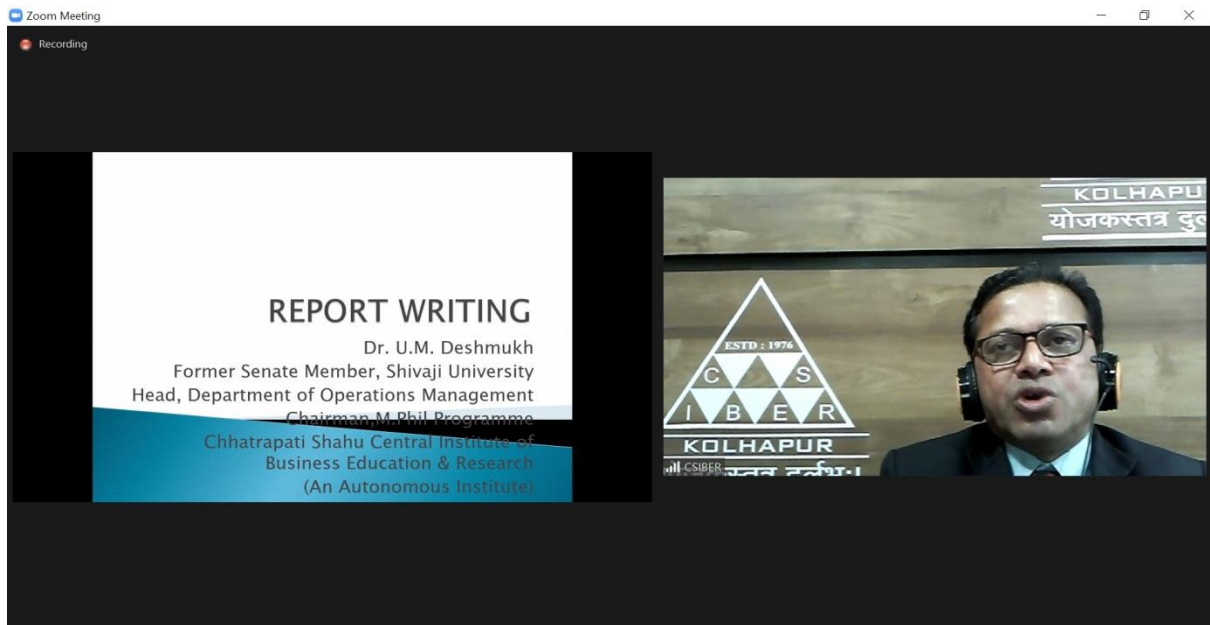 Zoom Meeting
Recording
REPORT WRITING
Dr. U.M. Deshmukh
Former Senate Member, Shivaji University
Head, Department of Operations Management
Chairman,M.Phil Programme
Chhatrapati Shahu Central Institute of
Business Education & Research
(An Autonomous Institute)
KOLHAPU
योजकस्तत्र दुर्ल
ESTD : 1976
C S
I B E R
KOLHAPUR
CSIBER